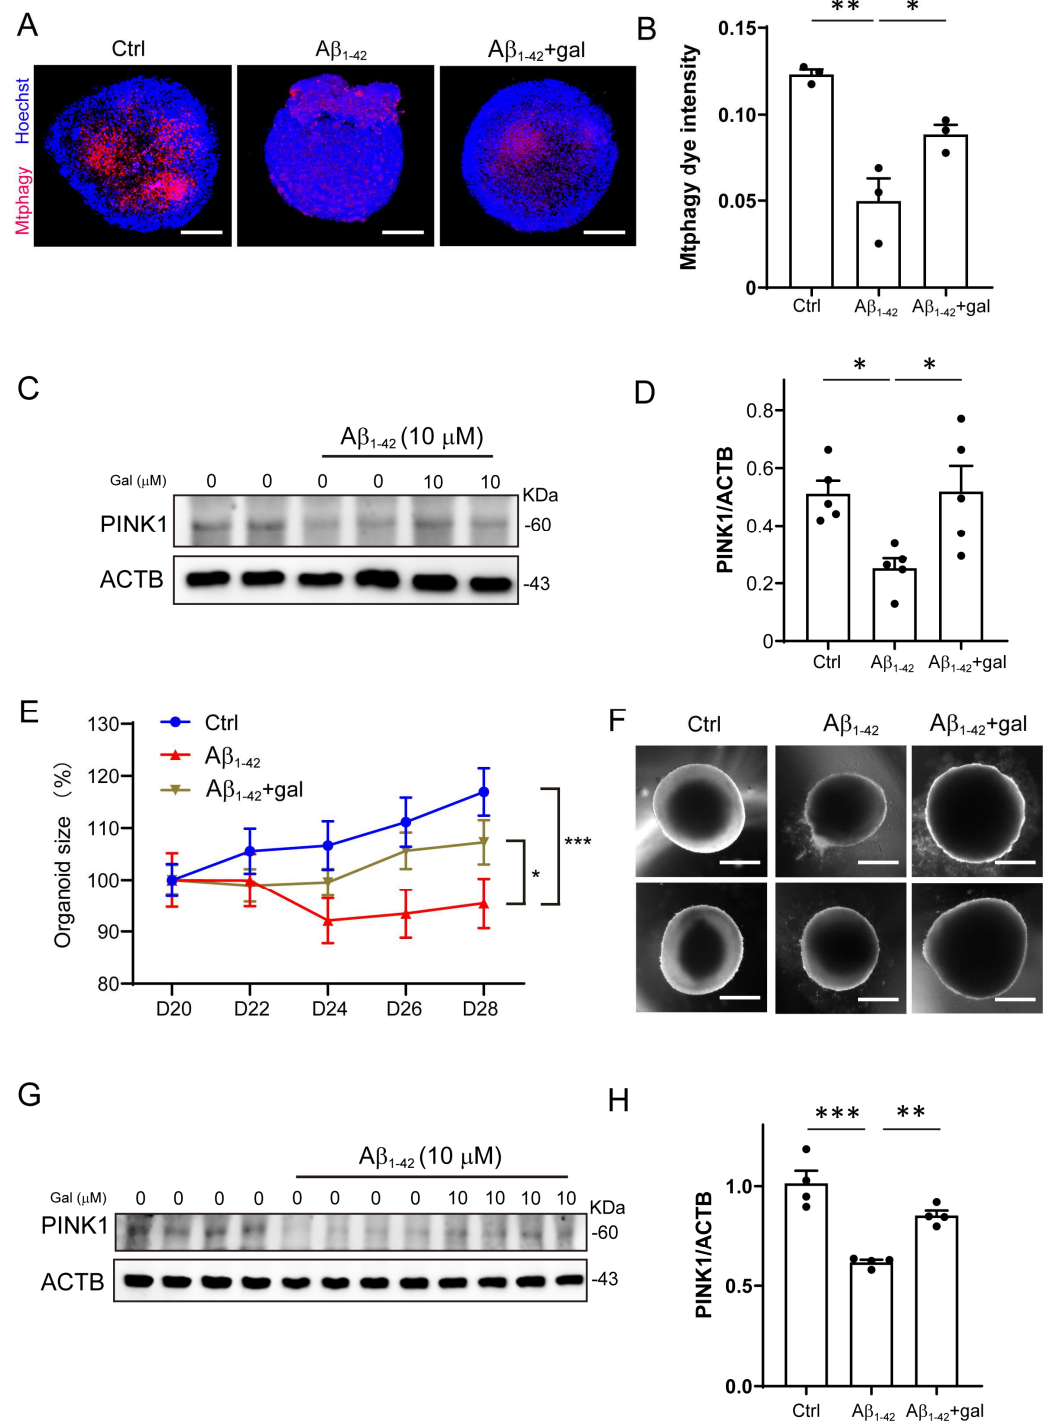 A
Ctrl
Aβ1-42
Aβ1-42+gal
Mtphagy Hoechst
B
** *
Mtphagy dye intensity
0.15
0.10
0.05
0
Ctrl
Aβ1-42
Aβ1-42+gal
C
Aβ1-42 (10 μM)
Gal (μM) 0 0 0 0 10 10
KDa
PINK1 -60
ACTB -43
D
* *
PINK1/ACTB
0.8
0.6
0.4
0.2
0
Ctrl
Aβ1-42
Aβ1-42+gal
E
Organoid size (%)
130
120
110
100
90
80
Ctrl
Aβ1-42
Aβ1-42+gal
***
*
D20 D22 D24 D26 D28
F
Ctrl
Aβ1-42
Aβ1-42+gal
G
Aβ1-42 (10 μM)
Gal (μM) 0 0 0 0 0 0 0 0 10 10 10 10
KDa
PINK1 -60
ACTB -43
H
*** **
PINK1/ACTB
1.0
0.5
0.0
Ctrl
Aβ1-42
Aβ1-42+gal